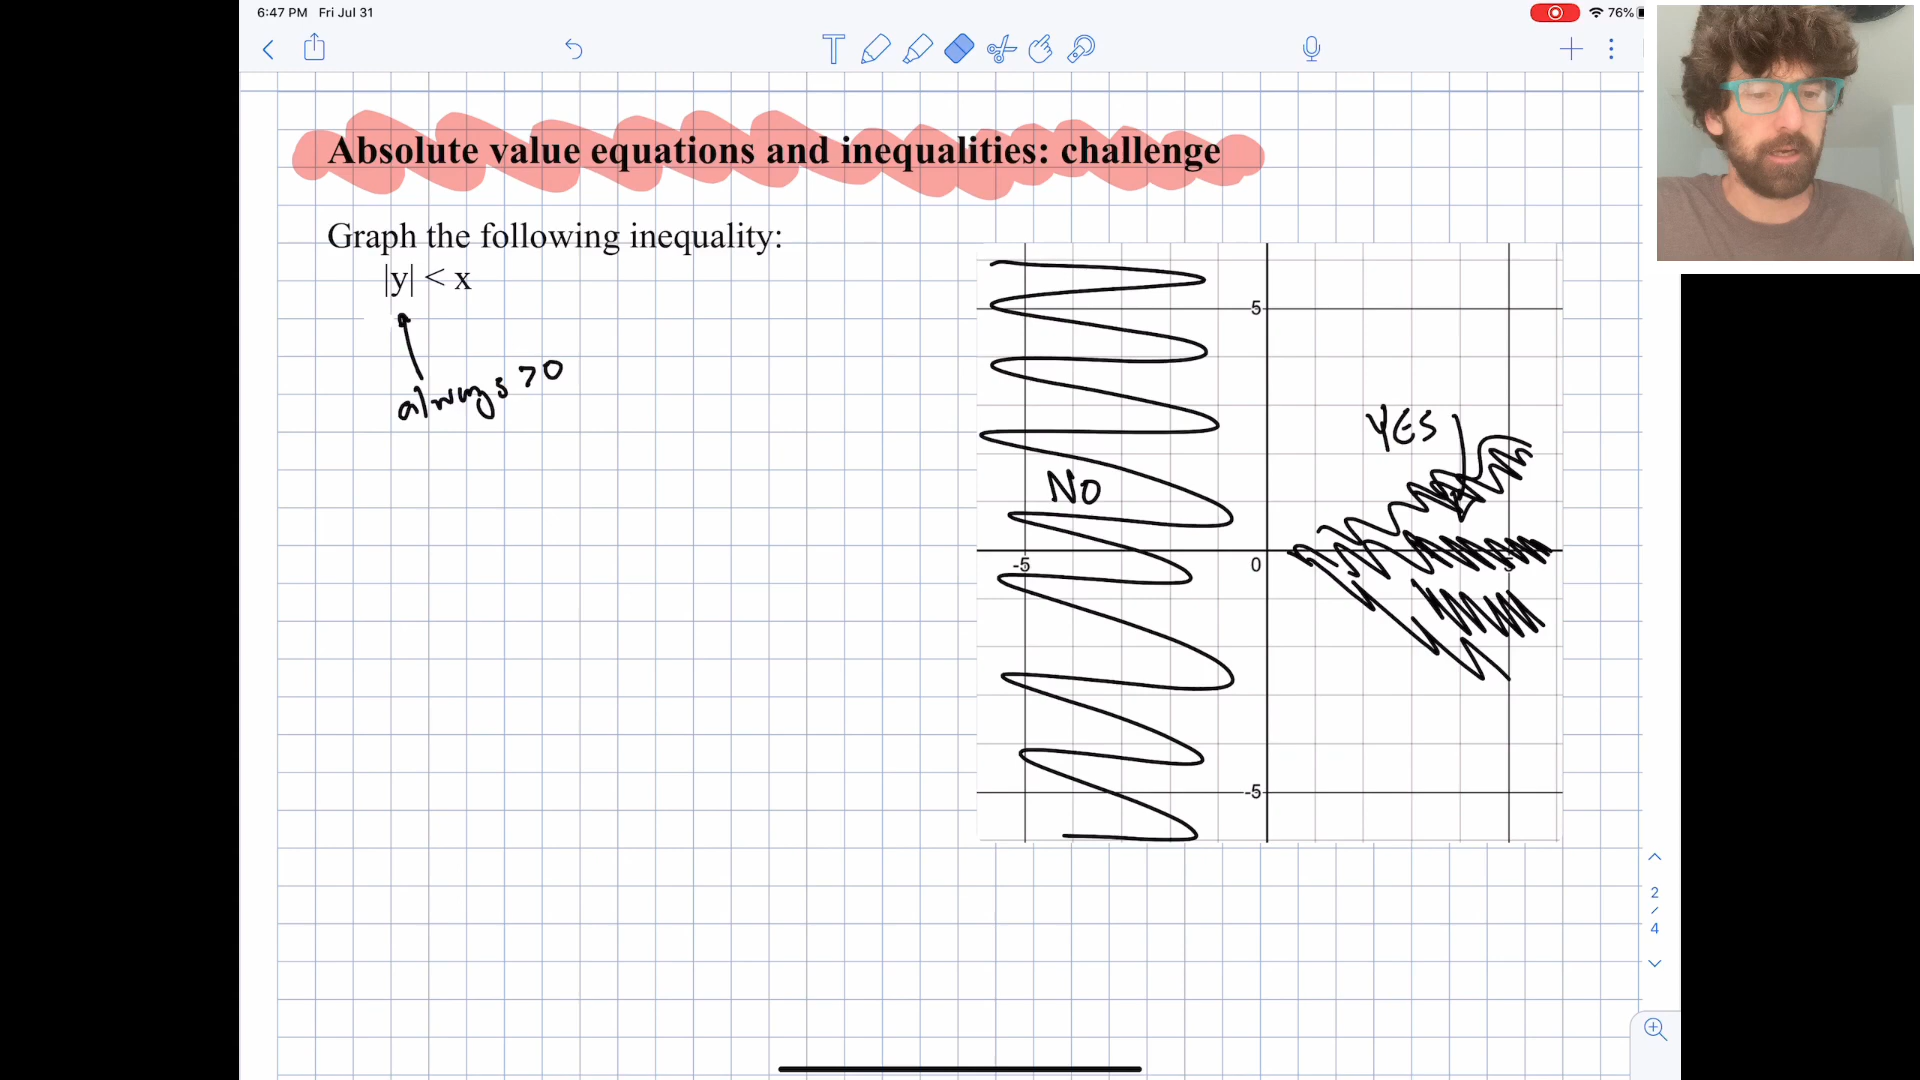 6:47 PM Fri Jul 31
76%
T
Absolute value equations and inequalities: challenge
Graph the following inequality:
|y| < x
always > 0
5
YES
NO
-5
0
5
-5
2
/
4